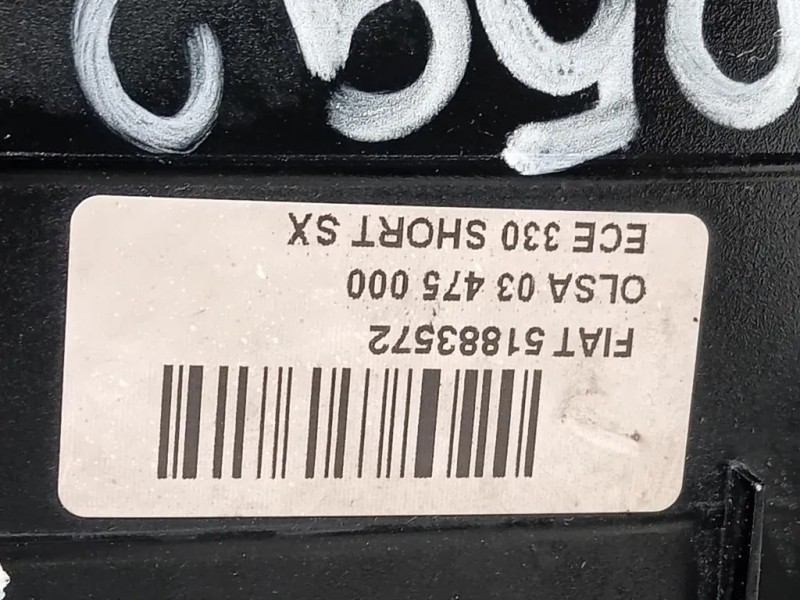 FIAT 51883572
OLSA 03 475 000
ECE 330 SHORT SX